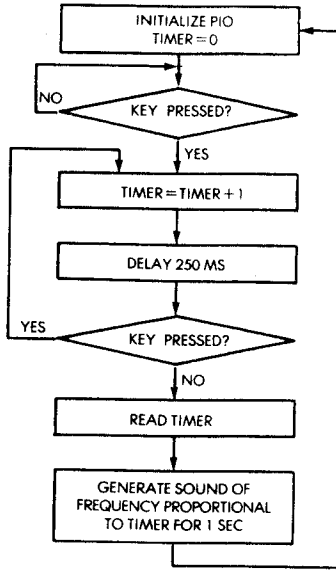 INITIALIZE PIO
TIMER = 0
NO
KEY PRESSED?
YES
TIMER = TIMER + 1
DELAY 250 MS
YES
KEY PRESSED?
NO
READ TIMER
GENERATE SOUND OF
FREQUENCY PROPORTIONAL
TO TIMER FOR 1 SEC